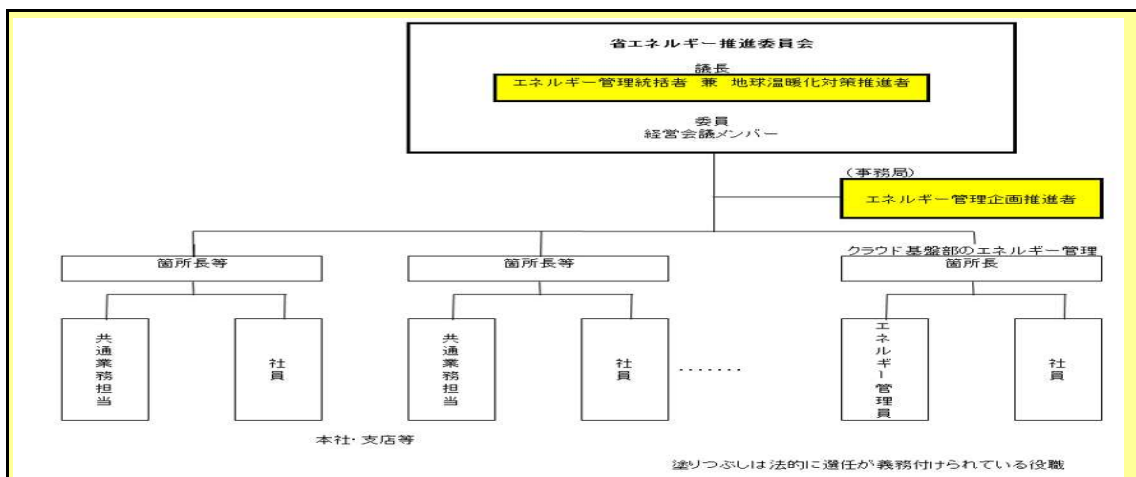 省エネルギー推進委員会
議長
エネルギー管理統括者 兼 地球温暖化対策推進者
委員
経営会議メンバー
(事務局)
エネルギー管理企画推進者
クラウド基盤部のエネルギー管理
箇所長等
箇所長等
箇所長
共通業務担当
社員
共通業務担当
社員
.......
エネルギー管理員
社員
本社・支店等
塗りつぶしは法的に選任が義務付けられている役職